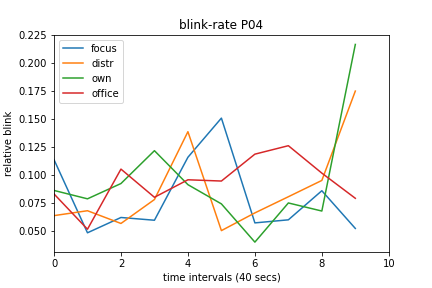 blink-rate P04
0.225
0.200
0.175
0.150
0.125
0.100
0.075
0.050
relative blink
focus
distr
own
office
0 2 4 6 8 10
time intervals (40 secs)